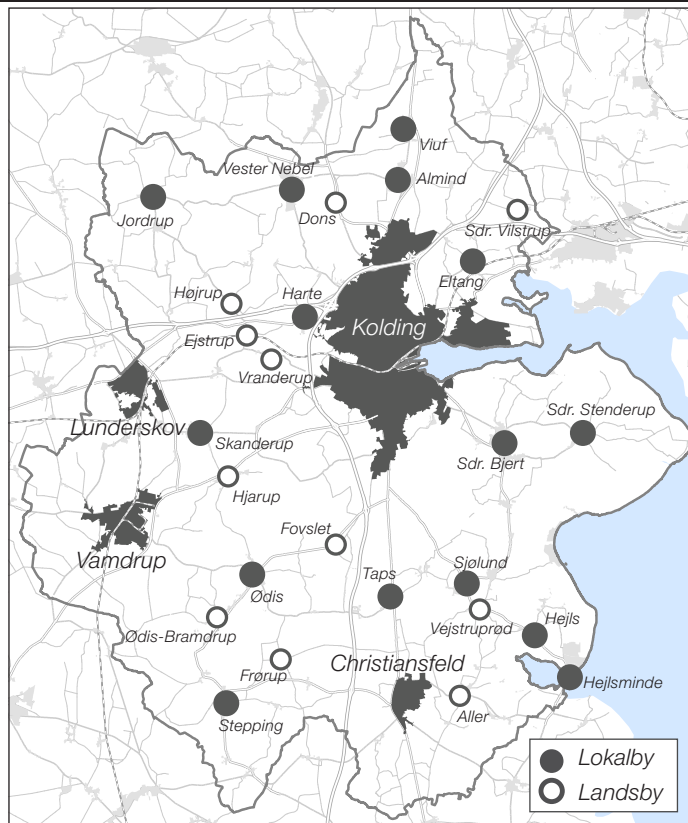 Viuf
Vester Nebel
Almind
Jordrup
Dons
Sdr. Vilstrup
Eltang
Højrup
Harte
Kolding
Ejstrup
Vranderup
Lunderskov
Sdr. Stenderup
Skanderup
Sdr. Bjert
Hjarup
Fovslet
Vamdrup
Taps
Sjølund
Ødis
Ødis-Bramdrup
Vejstruprød
Hejls
Frørup
Christiansfeld
Hejlsminde
Stepping
Aller
Lokalby
Landsby